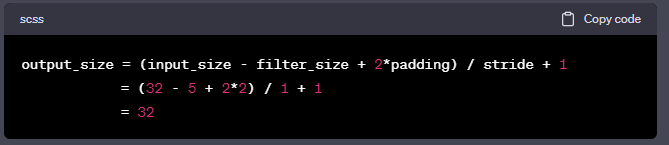 scss Copy code
output_size = (input_size - filter_size + 2*padding) / stride + 1
= (32 - 5 + 2*2) / 1 + 1
= 32